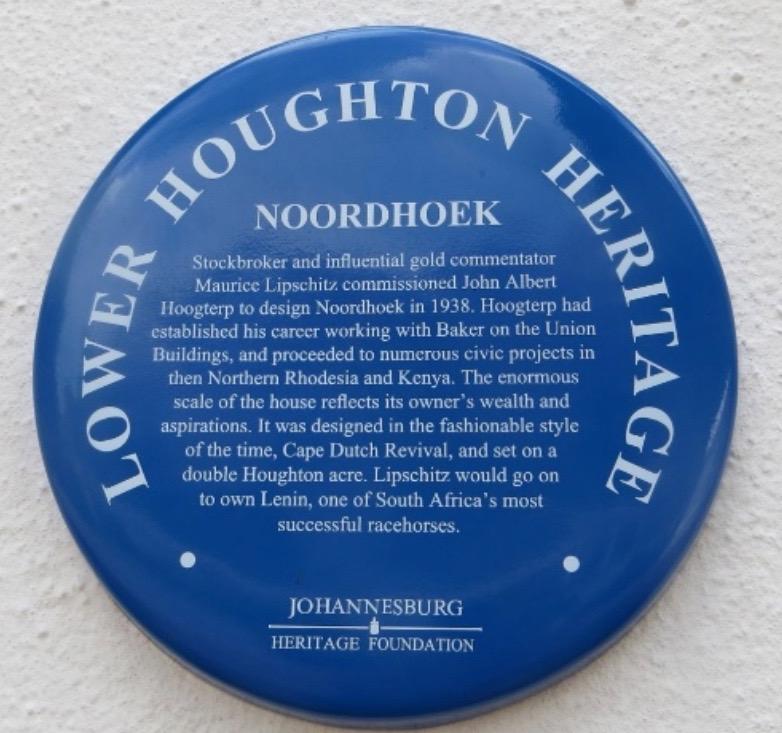 LOWER HOUGHTON HERITAGE
NOORDHOEK
Stockbroker and influential gold commentator
Maurice Lipschitz commissioned John Albert
Hoogterp to design Noordhoek in 1938. Hoogterp had
established his career working with Baker on the Union
Buildings, and proceeded to numerous civic projects in
then Northern Rhodesia and Kenya. The enormous
scale of the house reflects its owner's wealth and
aspirations. It was designed in the fashionable style
of the time, Cape Dutch Revival, and set on a
double Houghton acre. Lipschitz would go on
to own Lenin, one of South Africa's most
successful racehorses.
JOHANNESBURG
HERITAGE FOUNDATION